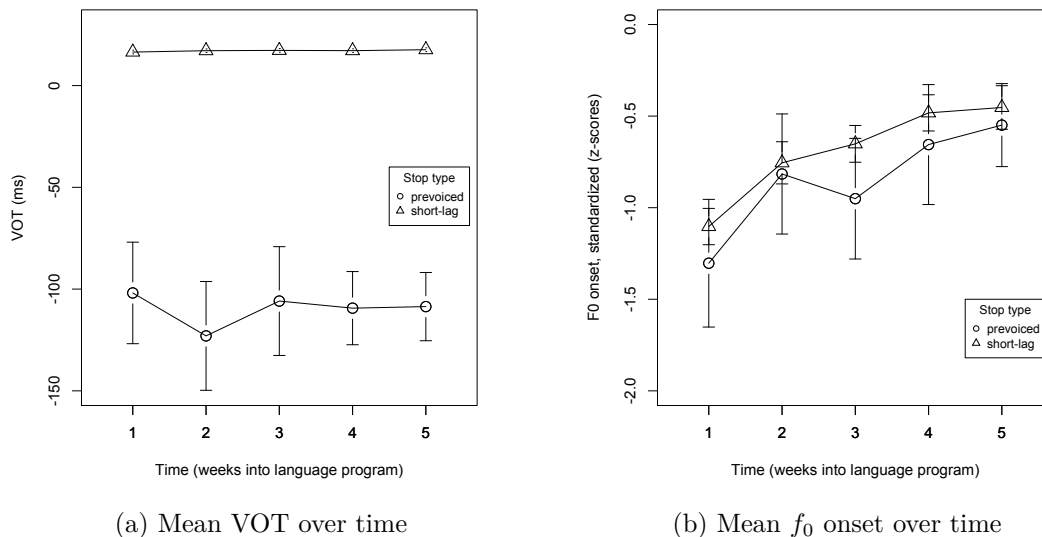 0
-50
-100
-150
VOT (ms)
Stop type
prevoiced
short-lag
1 2 3 4 5
Time (weeks into language program)
(a) Mean VOT over time
0.0
-0.5
-1.0
-1.5
-2.0
F0 onset, standardized (z-scores)
Stop type
prevoiced
short-lag
1 2 3 4 5
Time (weeks into language program)
(b) Mean f0 onset over time